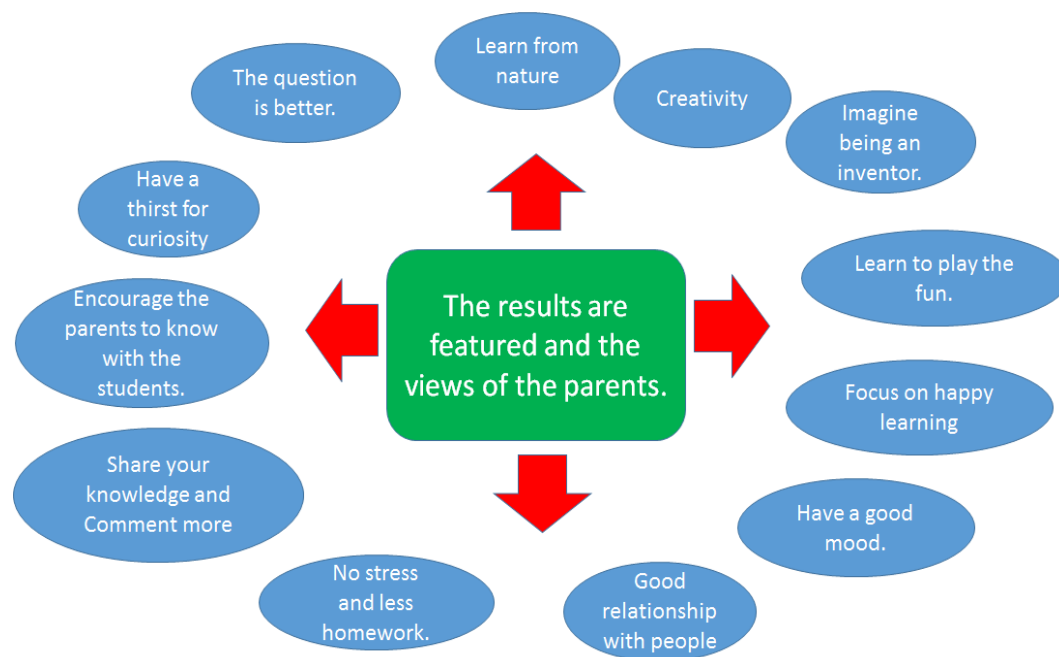 Learn from
nature
The question
is better.
Creativity
Imagine
being an
inventor.
Have a
thirst for
curiosity
Learn to play the
fun.
Encourage the
parents to know
with the
students.
The results are
featured and the
views of the parents.
Focus on happy
learning
Share your
knowledge and
Comment more
Have a good
mood.
No stress
and less
homework.
Good
relationship
with people